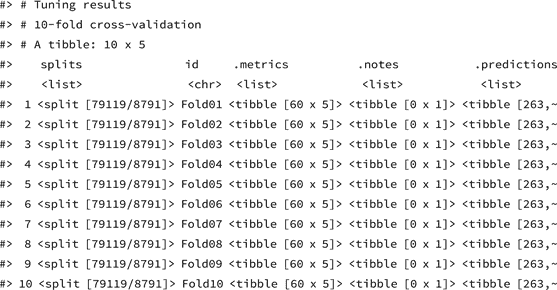 #> # Tuning results
#> # 10-fold cross-validation
#> # A tibble: 10 x 5
#>    splits               id     .metrics          .notes           .predictions
#>    <list>               <chr>  <list>            <list>           <list>
#>  1 <split [79119/8791]> Fold01 <tibble [60 x 5]> <tibble [0 x 1]> <tibble [263,~
#>  2 <split [79119/8791]> Fold02 <tibble [60 x 5]> <tibble [0 x 1]> <tibble [263,~
#>  3 <split [79119/8791]> Fold03 <tibble [60 x 5]> <tibble [0 x 1]> <tibble [263,~
#>  4 <split [79119/8791]> Fold04 <tibble [60 x 5]> <tibble [0 x 1]> <tibble [263,~
#>  5 <split [79119/8791]> Fold05 <tibble [60 x 5]> <tibble [0 x 1]> <tibble [263,~
#>  6 <split [79119/8791]> Fold06 <tibble [60 x 5]> <tibble [0 x 1]> <tibble [263,~
#>  7 <split [79119/8791]> Fold07 <tibble [60 x 5]> <tibble [0 x 1]> <tibble [263,~
#>  8 <split [79119/8791]> Fold08 <tibble [60 x 5]> <tibble [0 x 1]> <tibble [263,~
#>  9 <split [79119/8791]> Fold09 <tibble [60 x 5]> <tibble [0 x 1]> <tibble [263,~
#> 10 <split [79119/8791]> Fold10 <tibble [60 x 5]> <tibble [0 x 1]> <tibble [263,~